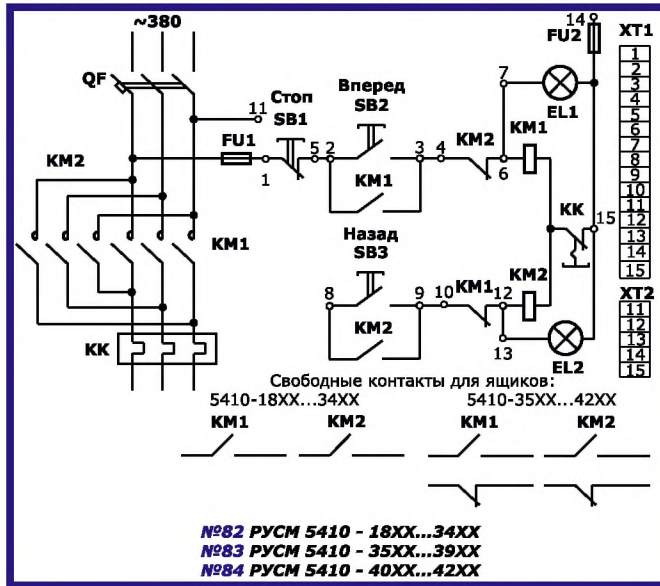 ~380
14
FU2
XT1
QF
11
Стоп
SB1
Вперед
SB2
7
EL1
KM2
FU1
1
5
2
KM1
3
4
KM2
6
KM1
KK
15
KM1
Назад
SB3
8
KM2
9
10
KM1
12
KM2
13
EL2
KK
1
2
3
4
5
6
7
8
9
10
11
12
13
14
15
XT2
11
12
13
14
15
Свободные контакты для ящиков:
5410-18XX...34XX
5410-35XX...42XX
KM1
KM2
KM1
KM2
№82 РУСМ 5410 - 18XX...34XX
№83 РУСМ 5410 - 35XX...39XX
№84 РУСМ 5410 - 40XX...42XX